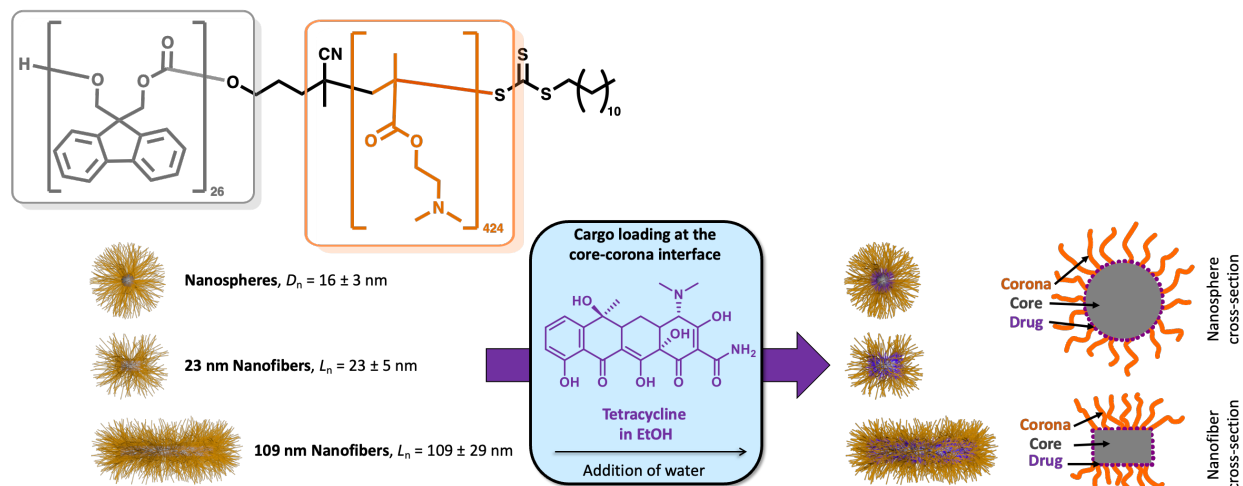 H
O
O
O
O
26
CN
O
O
N
424
S
S
S
10
Nanospheres, Dn = 16 ± 3 nm
23 nm Nanofibers, Ln = 23 ± 5 nm
109 nm Nanofibers, Ln = 109 ± 29 nm
Cargo loading at the
core-corona interface
HO
N
OH
OH
NH2
OH
O
OH
O
O
Tetracycline
in EtOH
Addition of water
Corona
Core
Drug
Nanosphere
cross-section
Corona
Core
Drug
Nanofiber
cross-section